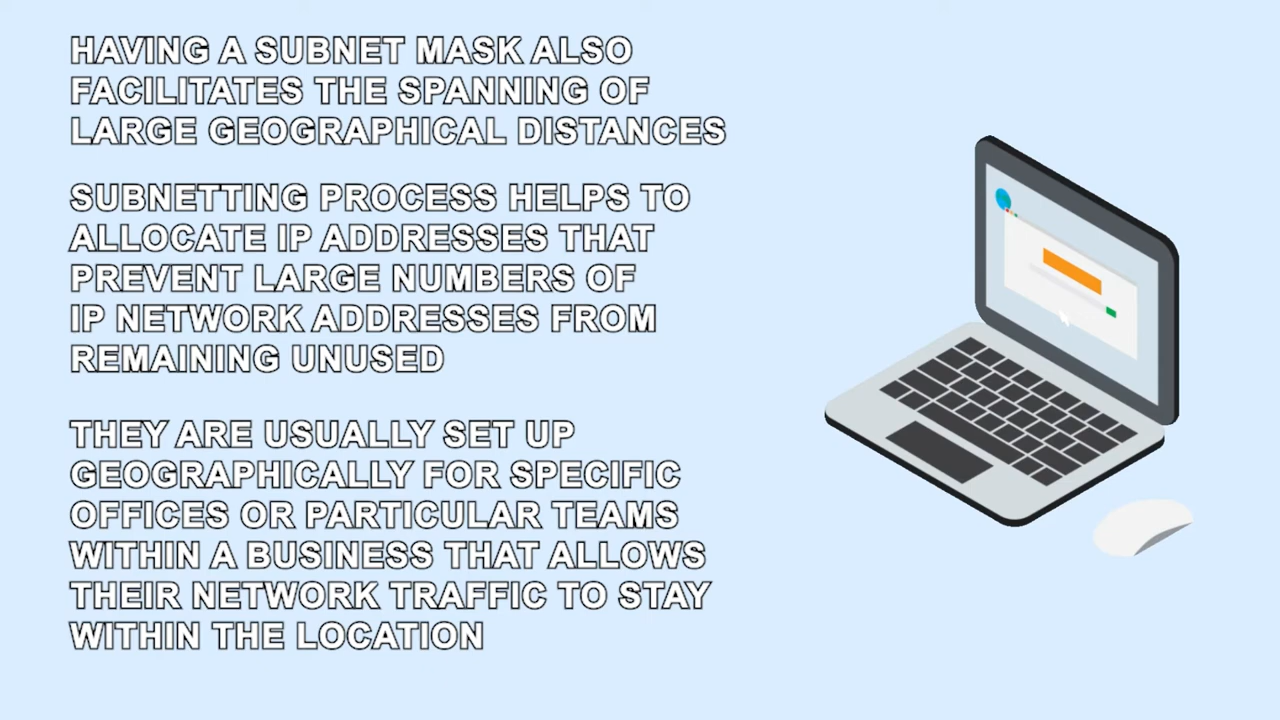 HAVING A SUBNET MASK ALSO
FACILITATES THE SPANNING OF
LARGE GEOGRAPHICAL DISTANCES
SUBNETTING PROCESS HELPS TO
ALLOCATE IP ADDRESSES THAT
PREVENT LARGE NUMBERS OF
IP NETWORK ADDRESSES FROM
REMAINING UNUSED
THEY ARE USUALLY SET UP
GEOGRAPHICALLY FOR SPECIFIC
OFFICES OR PARTICULAR TEAMS
WITHIN A BUSINESS THAT ALLOWS
THEIR NETWORK TRAFFIC TO STAY
WITHIN THE LOCATION